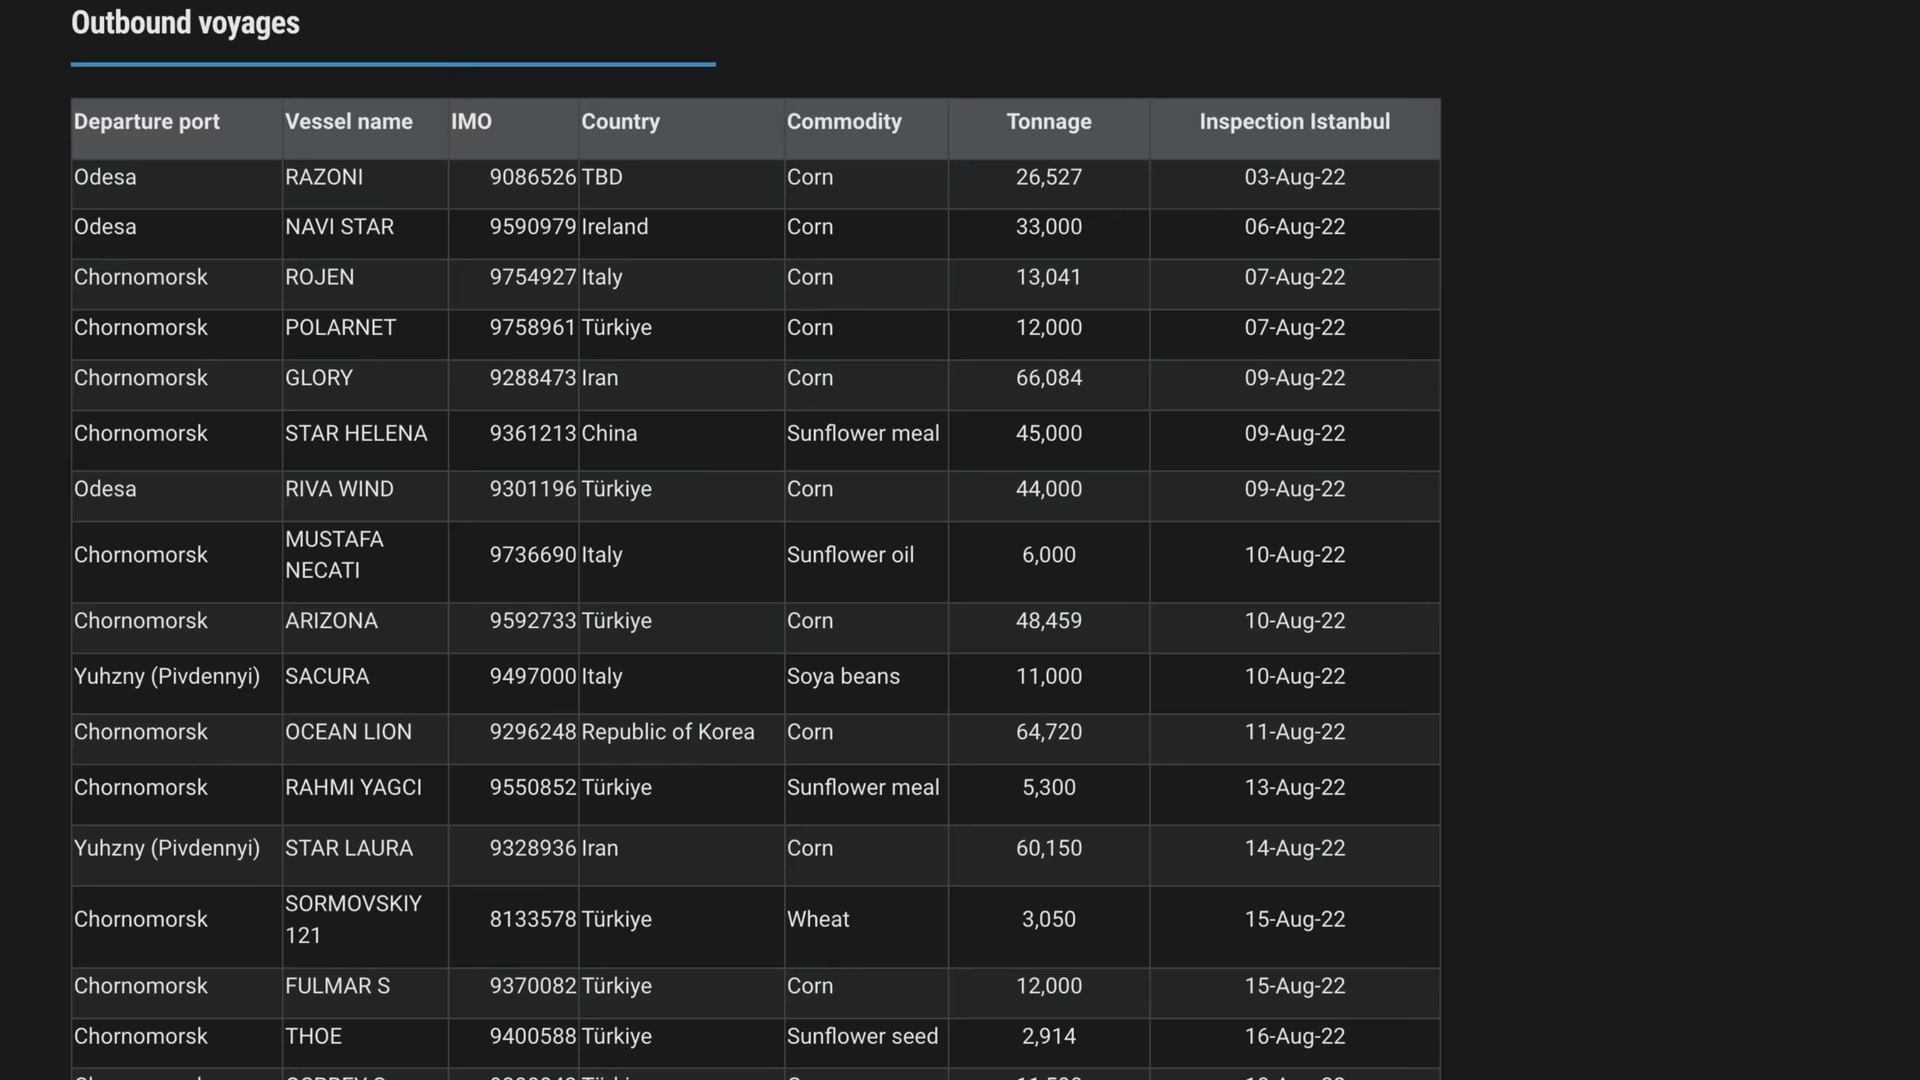 Outbound voyages
Departure port Vessel name IMO Country Commodity Tonnage Inspection Istanbul
Odesa RAZONI 9086526 TBD Corn 26,527 03-Aug-22
Odesa NAVI STAR 9590979 Ireland Corn 33,000 06-Aug-22
Chornomorsk ROJEN 9754927 Italy Corn 13,041 07-Aug-22
Chornomorsk POLARNET 9758961 Türkiye Corn 12,000 07-Aug-22
Chornomorsk GLORY 9288473 Iran Corn 66,084 09-Aug-22
Chornomorsk STAR HELENA 9361213 China Sunflower meal 45,000 09-Aug-22
Odesa RIVA WIND 9301196 Türkiye Corn 44,000 09-Aug-22
Chornomorsk MUSTAFA NECATI 9736690 Italy Sunflower oil 6,000 10-Aug-22
Chornomorsk ARIZONA 9592733 Türkiye Corn 48,459 10-Aug-22
Yuhzny (Pivdennyi) SACURA 9497000 Italy Soya beans 11,000 10-Aug-22
Chornomorsk OCEAN LION 9296248 Republic of Korea Corn 64,720 11-Aug-22
Chornomorsk RAHMI YAGCI 9550852 Türkiye Sunflower meal 5,300 13-Aug-22
Yuhzny (Pivdennyi) STAR LAURA 9328936 Iran Corn 60,150 14-Aug-22
Chornomorsk SORMOVSKIY 121 8133578 Türkiye Wheat 3,050 15-Aug-22
Chornomorsk FULMAR S 9370082 Türkiye Corn 12,000 15-Aug-22
Chornomorsk THOE 9400588 Türkiye Sunflower seed 2,914 16-Aug-22